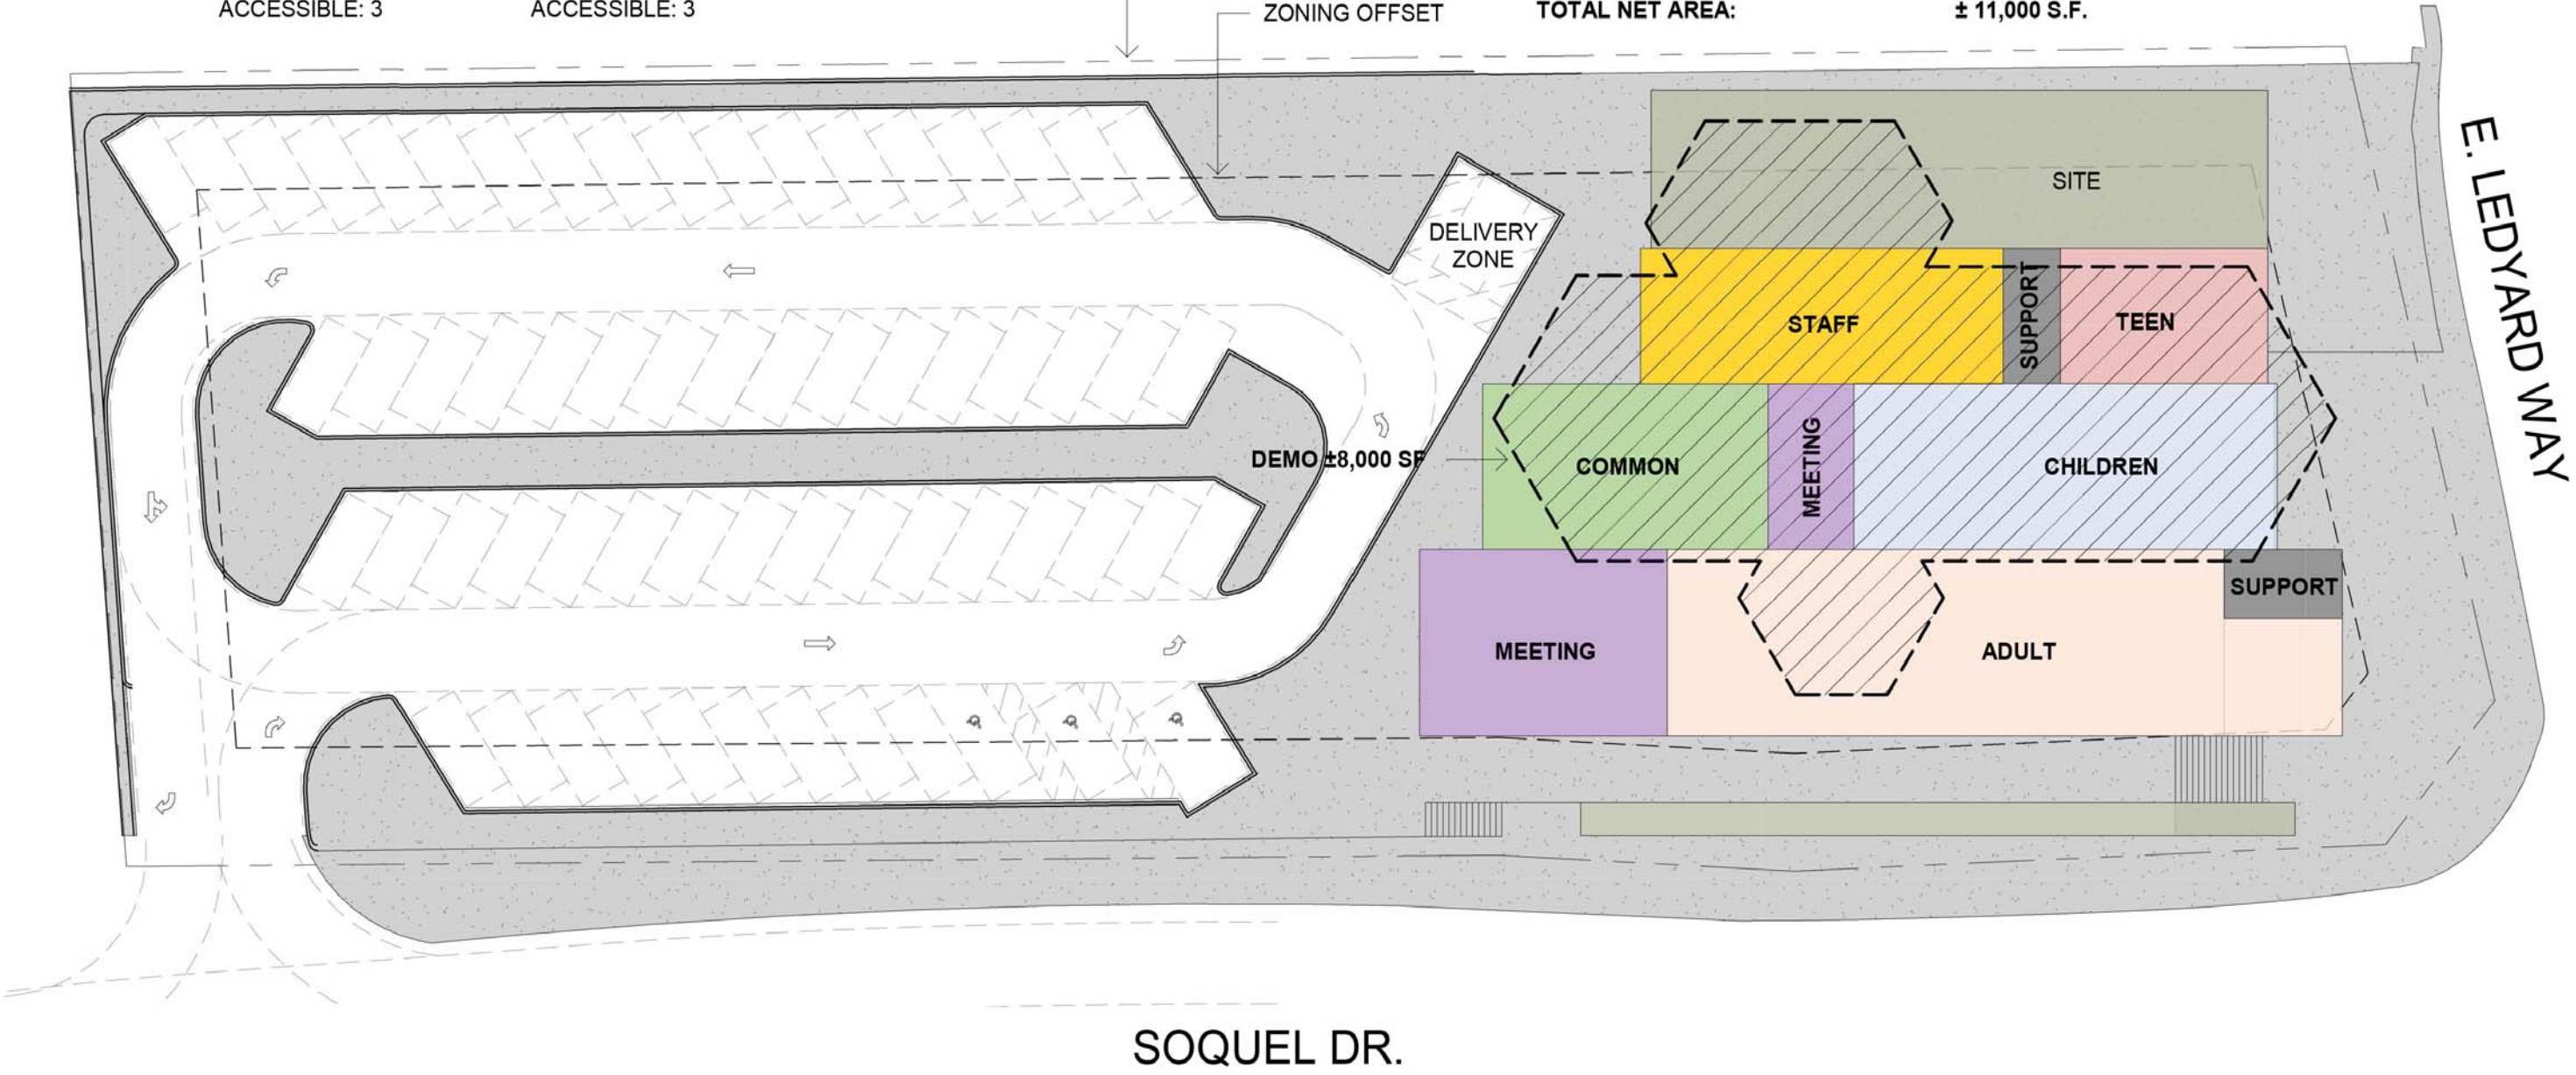 ACCESSIBLE: 3
ACCESSIBLE: 3
ZONING OFFSET
TOTAL NET AREA:
± 11,000 S.F.
SITE
E. LEDYARD WAY
DELIVERY
ZONE
STAFF
SUPPORT
TEEN
DEMO ±8,000 SF
COMMON
MEETING
CHILDREN
SUPPORT
MEETING
ADULT
SOQUEL DR.